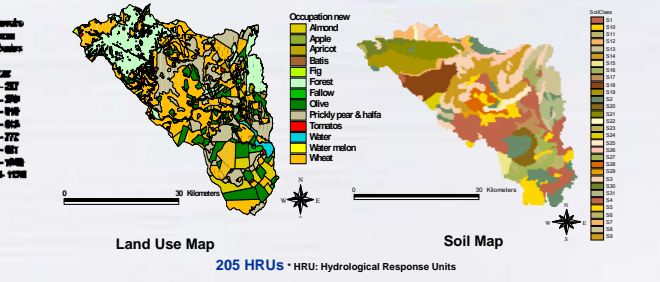 Occupation new
Almond
Apple
Apricot
Batis
Fig
Forest
Fallow
Olive
Prickly pear & halfa
Tomatos
Water
Water melon
Wheat
0 30 Kilometers
N
W E
Land Use Map
SoilClass
S1
S10
S11
S12
S13
S14
S15
S16
S17
S18
S19
S2
S20
S21
S22
S23
S24
S25
S26
S27
S28
S29
S3
S30
S31
S4
S5
S6
S7
S8
S9
0 30 Kilometers
N
W E
S
Soil Map
205 HRUs * HRU: Hydrological Response Units